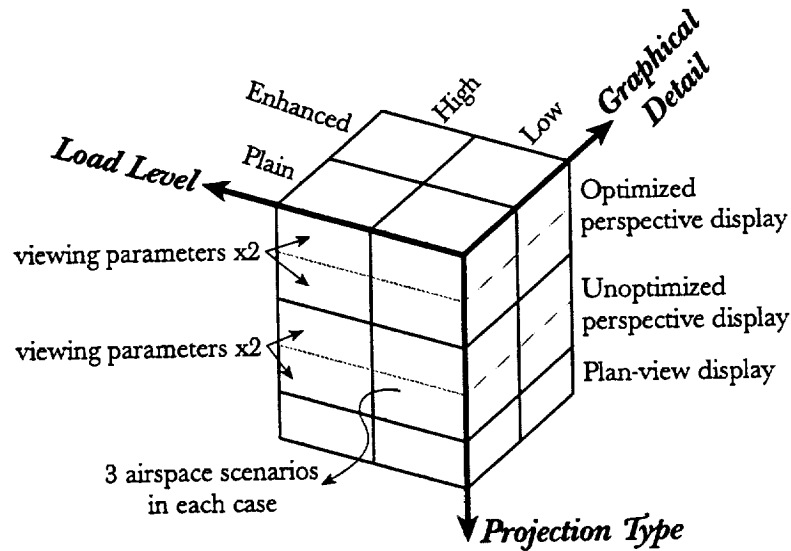 Graphical
Detail
Enhanced
High
Low
Load Level
Plain
Optimized
perspective display
viewing parameters x2
Unoptimized
perspective display
viewing parameters x2
Plan-view display
3 airspace scenarios
in each case
Projection Type